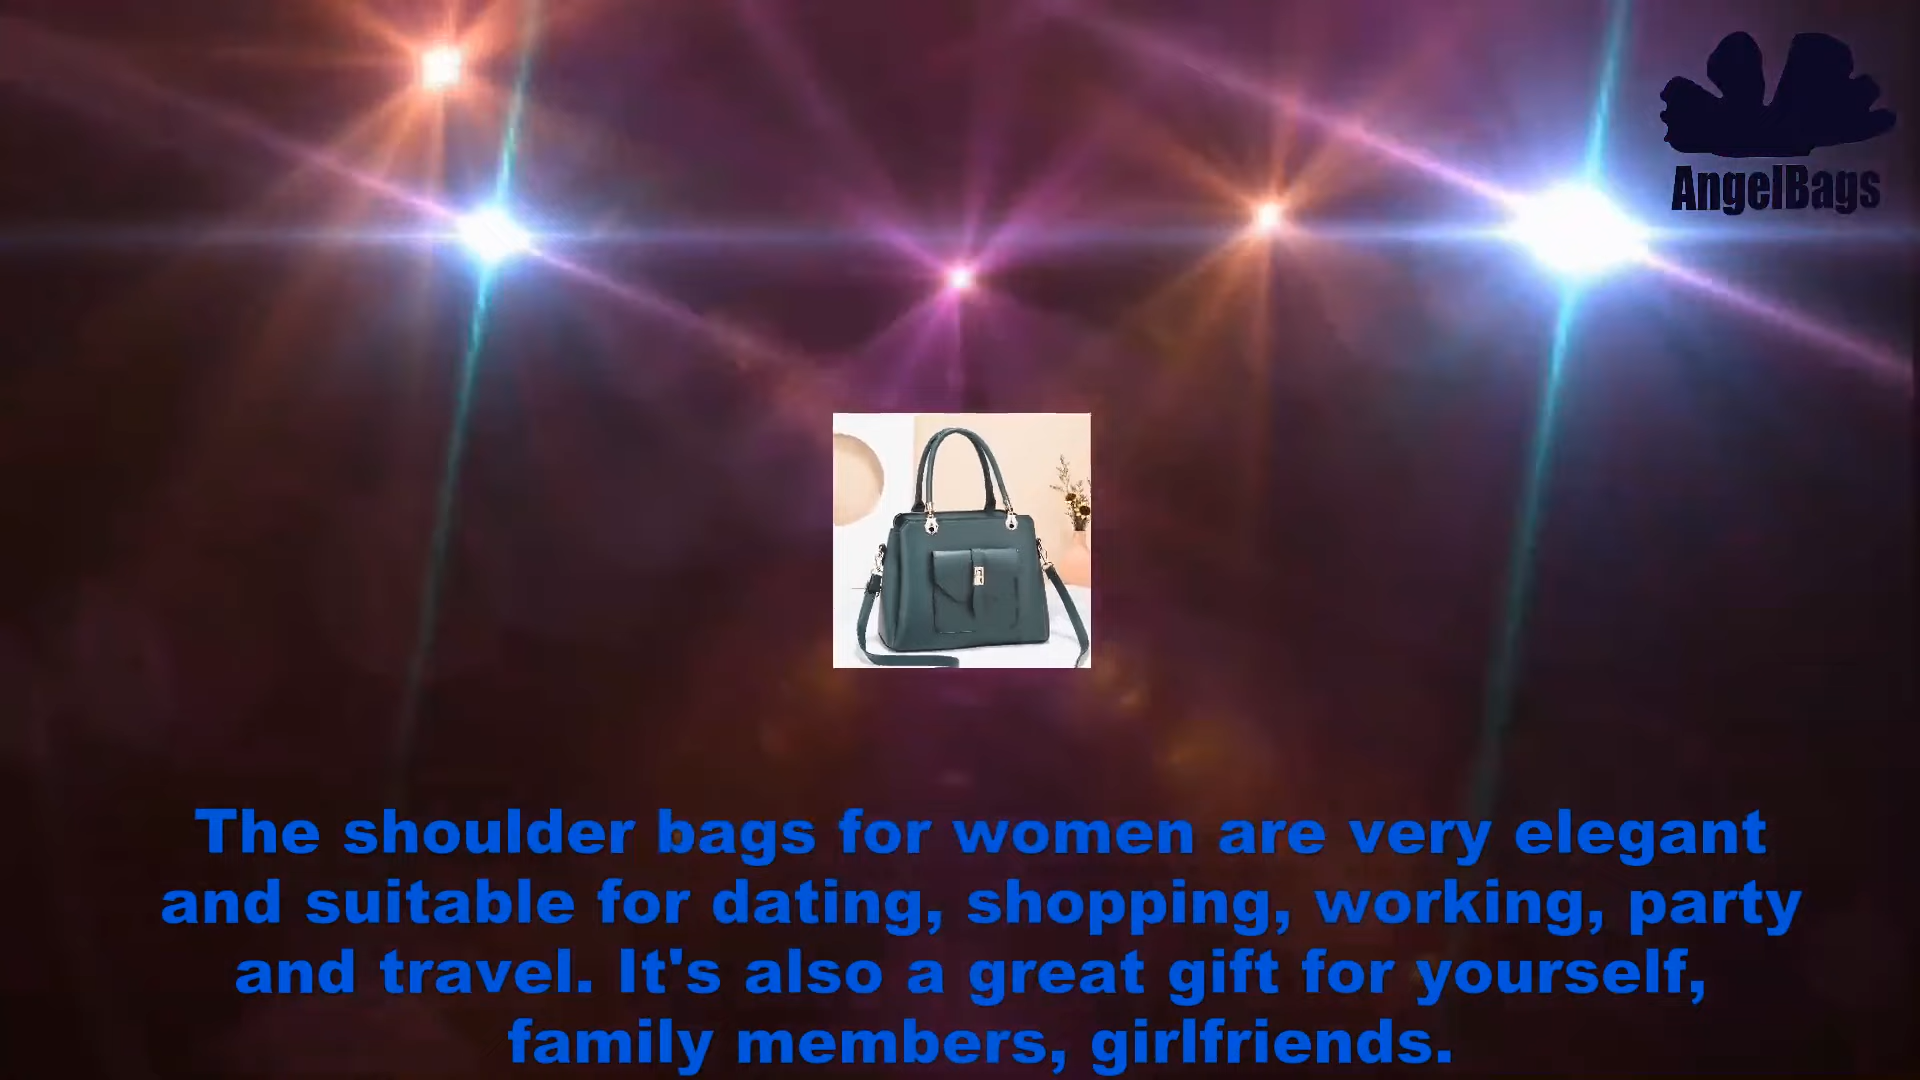 AngelBags
The shoulder bags for women are very elegant
and suitable for dating, shopping, working, party
and travel. It's also a great gift for yourself,
family members, girlfriends.